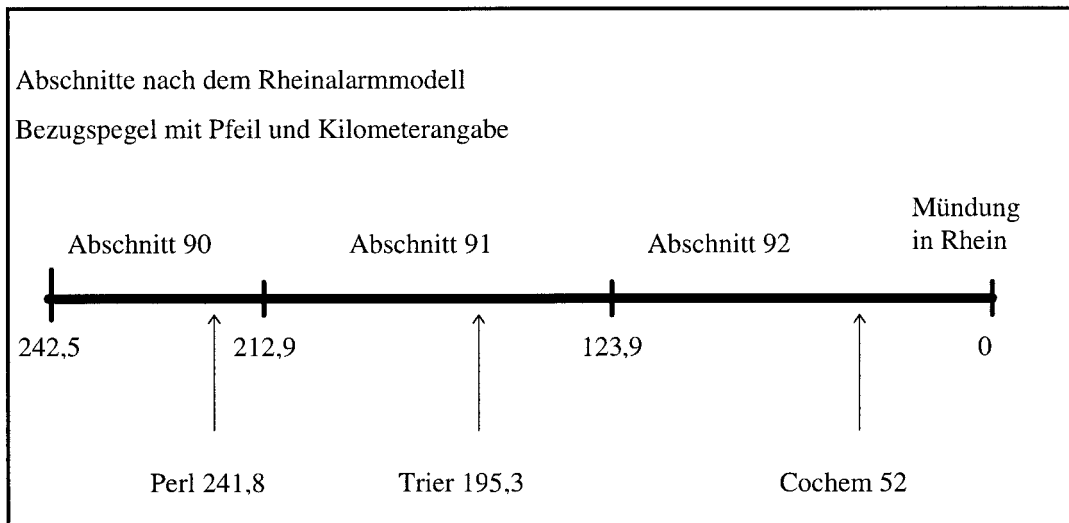 Abschnitte nach dem Rheinalarmmodell
Bezugspegel mit Pfeil und Kilometerangabe
Mündung
in Rhein
Abschnitt 90
Abschnitt 91
Abschnitt 92
242,5
212,9
123,9
0
Perl 241,8
Trier 195,3
Cochem 52